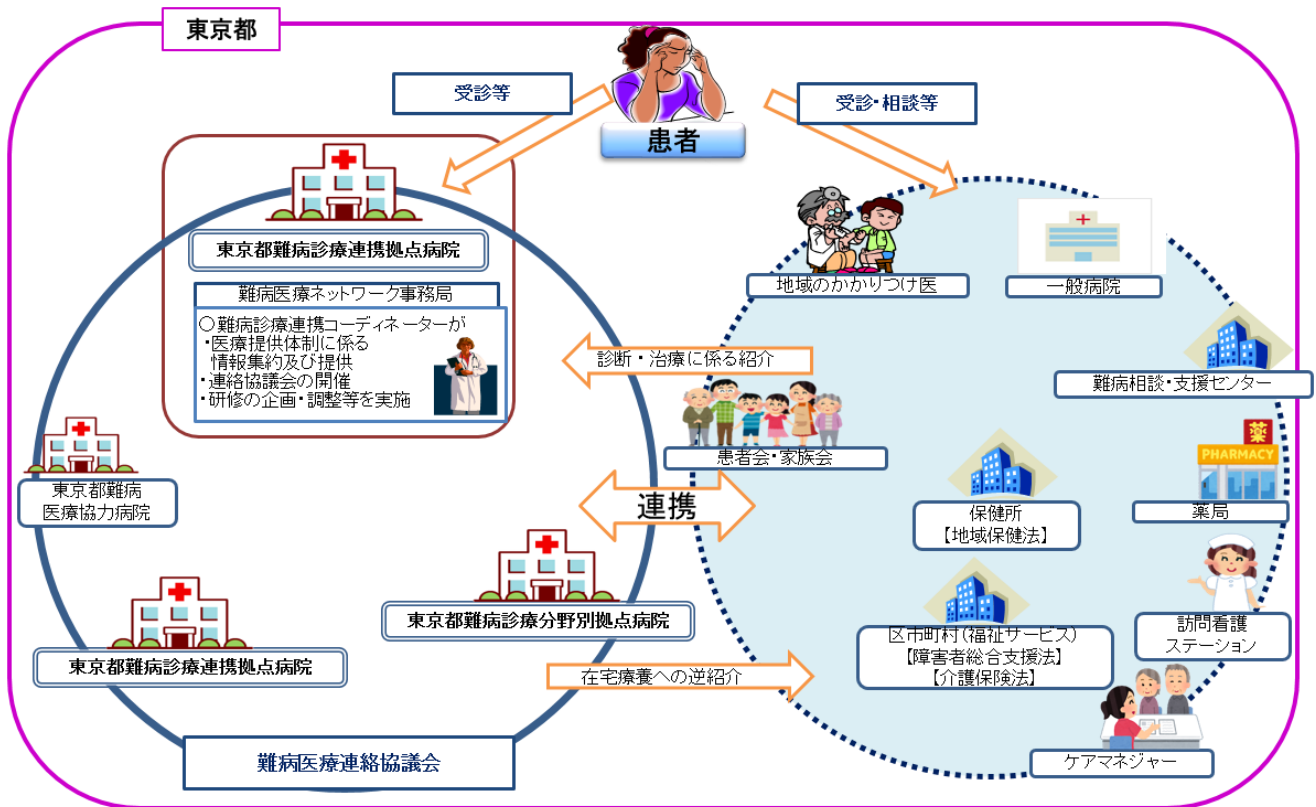 東京都
受診等
受診・相談等
患者
東京都難病診療連携拠点病院
難病医療ネットワーク事務局
○難病診療連携コーディネーターが
・医療提供体制に係る
情報集約及び提供
・連絡協議会の開催
・研修の企画・調整等を実施
地域のかかりつけ医
一般病院
診断・治療に係る紹介
難病相談・支援センター
患者会・家族会
東京都難病
医療協力病院
連携
保健所
【地域保健法】
薬
PHARMACY
薬局
東京都難病診療分野別拠点病院
東京都難病診療連携拠点病院
区市町村(福祉サービス)
【障害者総合支援法】
【介護保険法】
訪問看護
ステーション
在宅療養への逆紹介
難病医療連絡協議会
ケアマネジャー